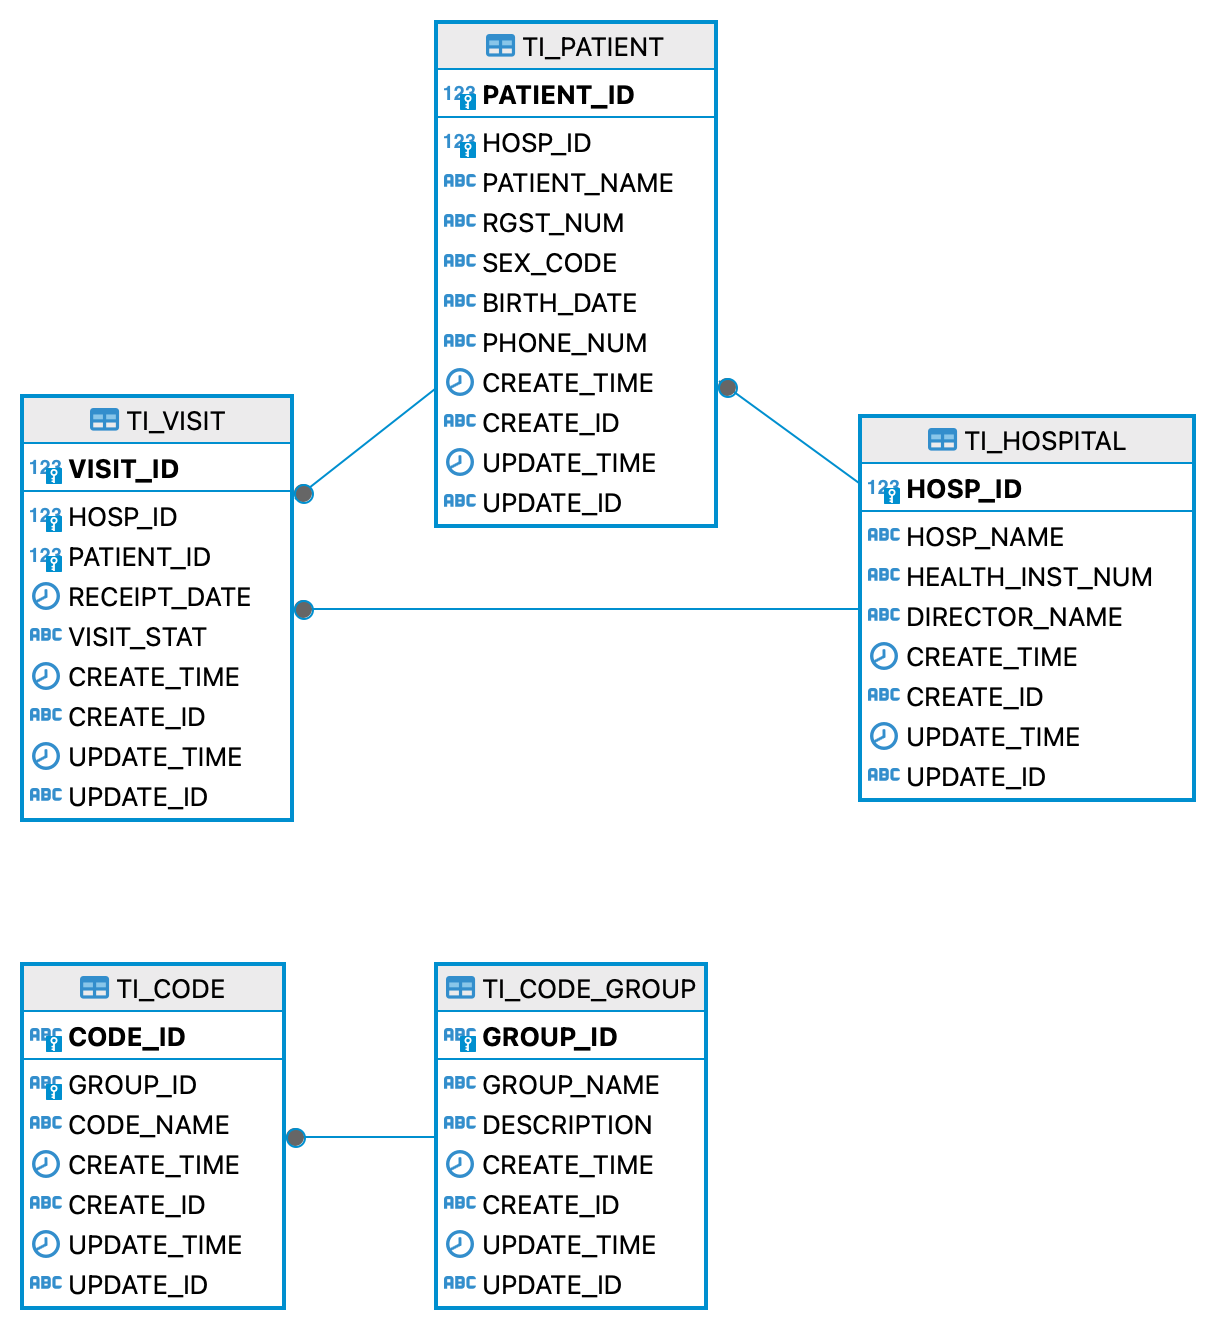 TI_PATIENT
123 PATIENT_ID
123 HOSP_ID
ABC PATIENT_NAME
ABC RGST_NUM
ABC SEX_CODE
ABC BIRTH_DATE
ABC PHONE_NUM
CREATE_TIME
ABC CREATE_ID
UPDATE_TIME
ABC UPDATE_ID
TI_VISIT
123 VISIT_ID
123 HOSP_ID
123 PATIENT_ID
RECEIPT_DATE
ABC VISIT_STAT
CREATE_TIME
ABC CREATE_ID
UPDATE_TIME
ABC UPDATE_ID
TI_HOSPITAL
123 HOSP_ID
ABC HOSP_NAME
ABC HEALTH_INST_NUM
ABC DIRECTOR_NAME
CREATE_TIME
ABC CREATE_ID
UPDATE_TIME
ABC UPDATE_ID
TI_CODE
ABC CODE_ID
ABC GROUP_ID
ABC CODE_NAME
CREATE_TIME
ABC CREATE_ID
UPDATE_TIME
ABC UPDATE_ID
TI_CODE_GROUP
ABC GROUP_ID
ABC GROUP_NAME
ABC DESCRIPTION
CREATE_TIME
ABC CREATE_ID
UPDATE_TIME
ABC UPDATE_ID